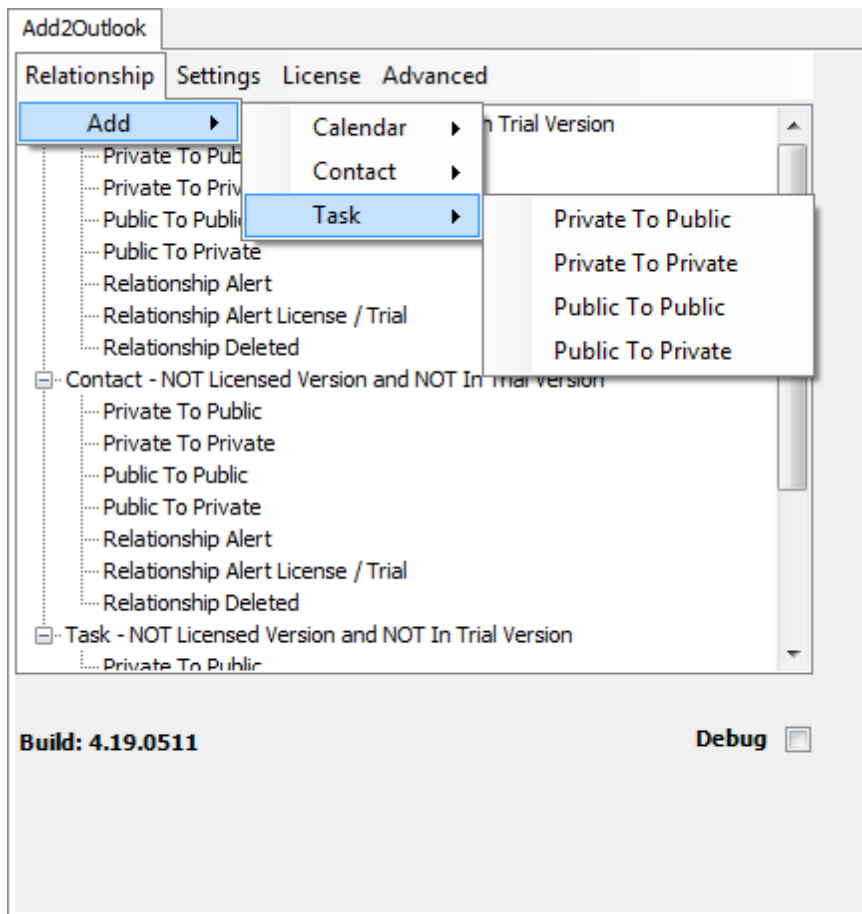 Add2Outlook
Relationship Settings License Advanced
Add Calendar Trial Version
Private To
Contact
Private To
Public To Task Private To Public
Public To Private
Private To Private
Relationship Alert
Public To Public
Relationship Alert License / Trial
Relationship Deleted Public To Private
Contact - NOT Licensed Version and NOT In Trial Version
Private To Public
Private To Private
Public To Public
Public To Private
Relationship Alert
Relationship Alert License / Trial
Relationship Deleted
Task - NOT Licensed Version and NOT In Trial Version
Private To Public
Build: 4.19.0511 Debug